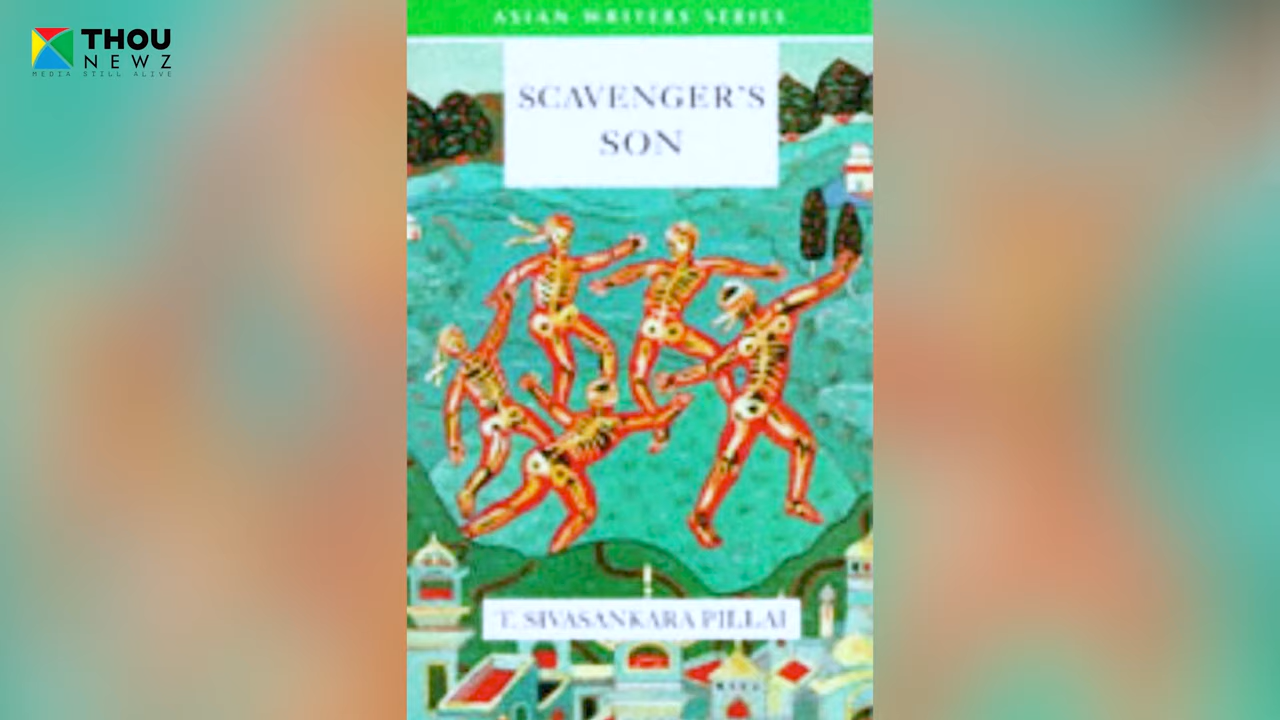 THOU
NEWZ
MEDIA STILL ALIVE
ASIAN WRITERS SERIES
SCAVENGER'S
SON
T. SIVASANKARA PILLAI